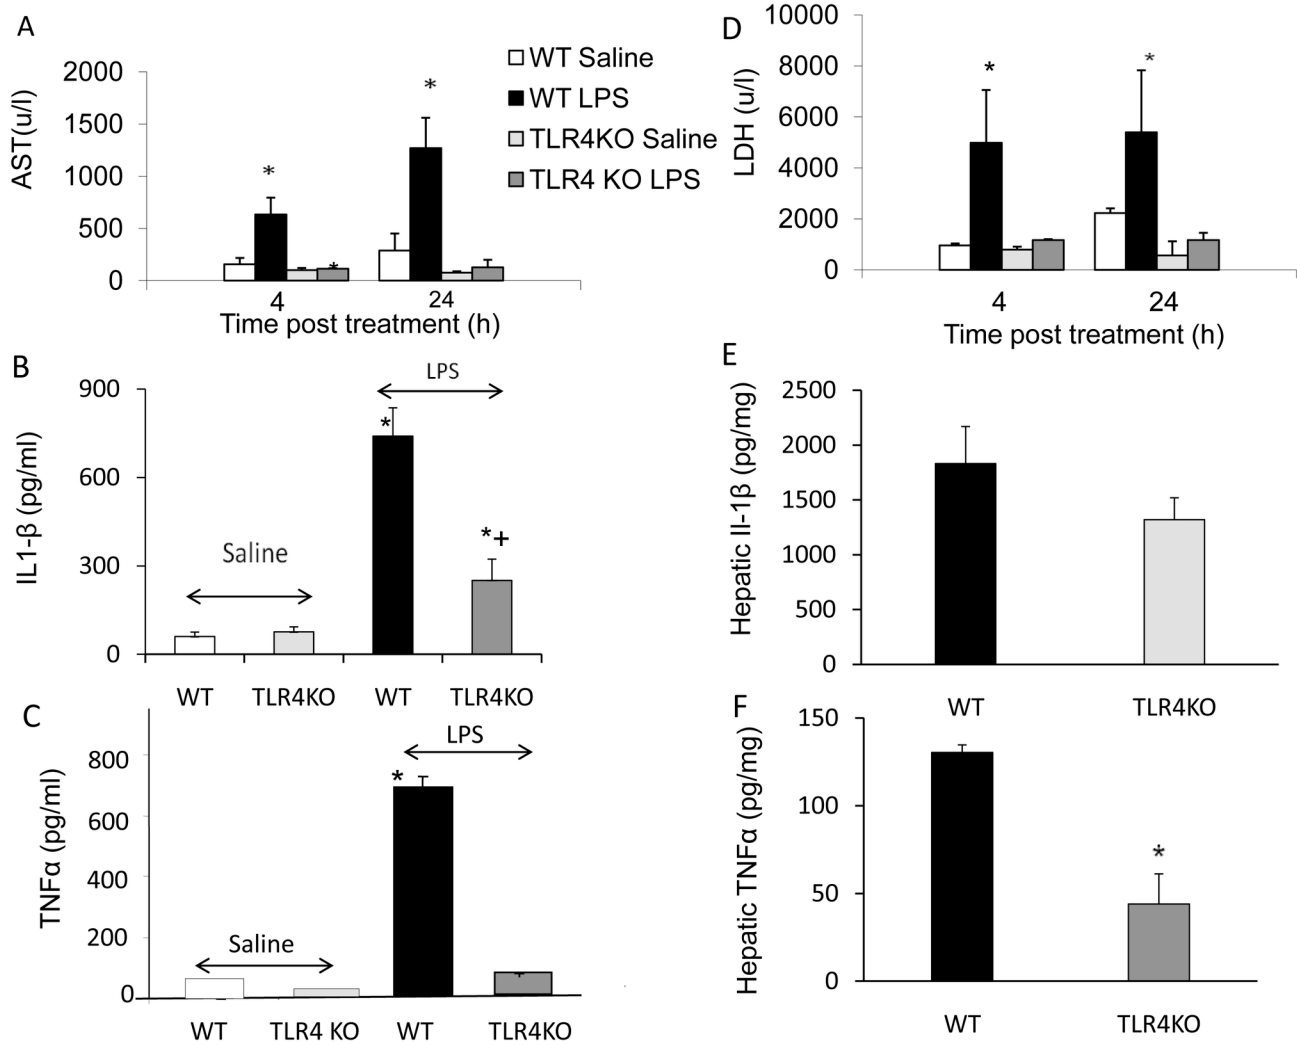 A
AST(u/l)
2000
1500
1000
500
0
*
*
*
4
24
Time post treatment (h)
WT Saline
WT LPS
TLR4KO Saline
TLR4 KO LPS
D
LDH (u/l)
10000
8000
6000
4000
2000
0
*
*
4
24
Time post treatment (h)
B
IL1-β (pg/ml)
900
600
300
0
LPS
*
*+
Saline
WT
TLR4KO
WT
TLR4KO
E
Hepatic Il-1β (pg/mg)
2500
2000
1500
1000
500
0
WT
TLR4KO
C
TNFα (pg/ml)
800
600
400
200
0
LPS
*
Saline
WT
TLR4 KO
WT
TLR4KO
F
Hepatic TNFα (pg/mg)
150
100
50
0
*
WT
TLR4KO